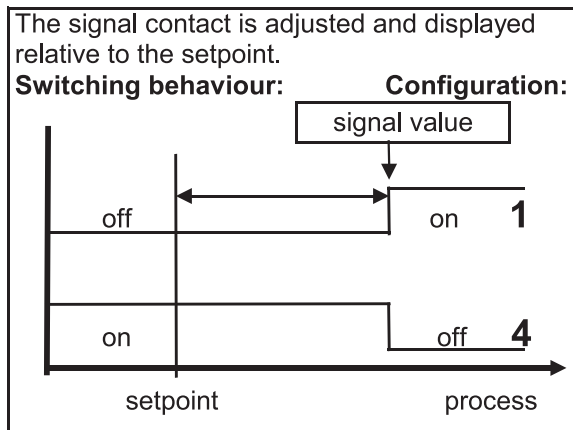 The signal contact is adjusted and displayed
relative to the setpoint.
Switching behaviour: Configuration:
signal value
off on 1
on off 4
setpoint process